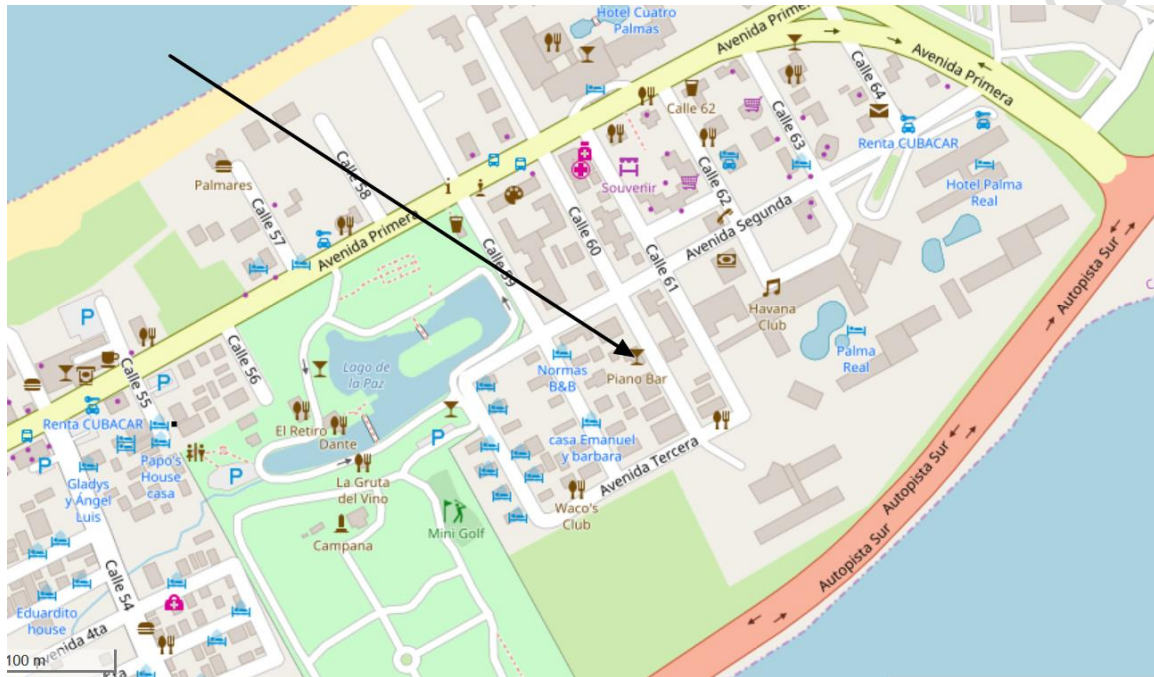 Hotel Cuatro
Palmas
Avenida Primera
Calle 64
Avenida Primera
Calle 62
Calle 63
Renta CUBACAR
Calle 58
Palmares
Souvenir
Hotel Palma
Real
Calle 57
Avenida Primera
Calle 62
Avenida Segunda
Calle 60
Calle 59
Calle 61
Autopista Sur
Havana
Club
P
Lago de
la Paz
Normas
B&B
Piano Bar
Palma
Real
Calle 56
Calle 55
P
Renta CUBACAR
El Retiro
Dante
P
casa Emanuel
y barbara
Autopista Sur
P
Papo's
House
casa
P
Avenida Tercera
Gladys
y Ángel
Luis
La Gruta
del Vino
Waco's
Club
Campana
Mini Golf
Autopista Sur
Calle 54
Eduardito
house
Avenida 4ta
100 m